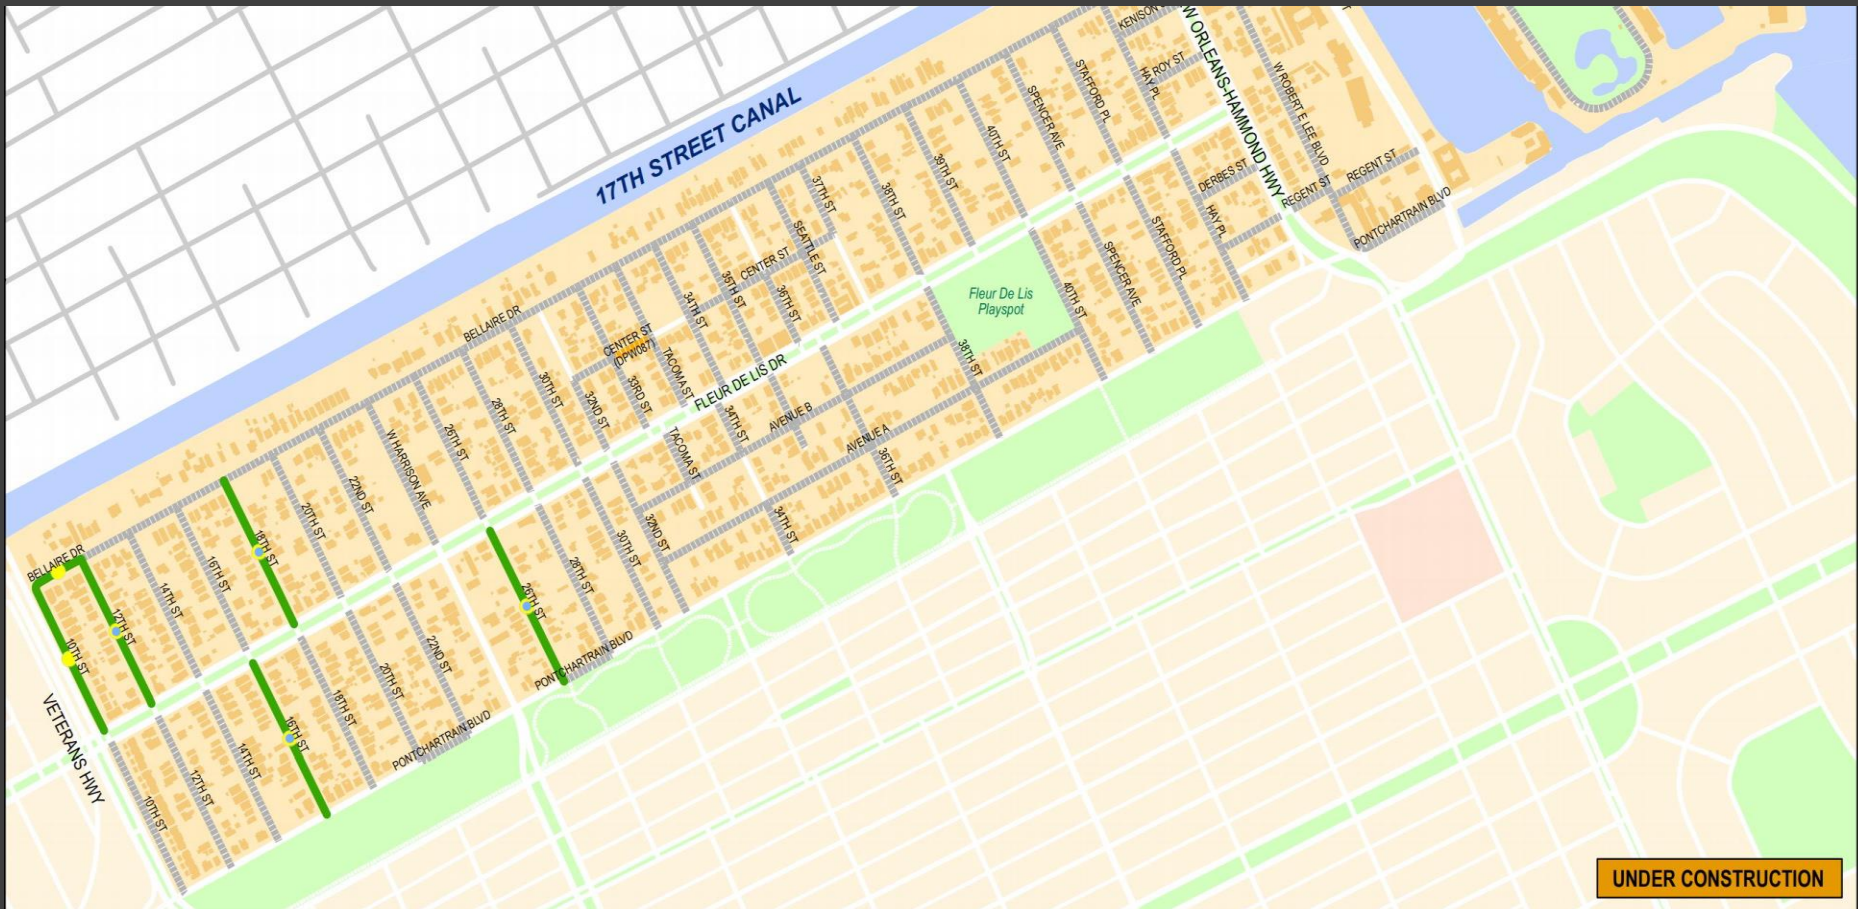 KENISON
W ORLEANS-HAMMOND HWY
STAFFORD PL
HAY PL
ROY ST
W ROBERT E LEE BLVD
17TH STREET CANAL
SPENCER AVE
40TH ST
39TH ST
38TH ST
37TH ST
SEATTLE ST
CENTER ST
36TH ST
35TH ST
34TH ST
DERBES ST
REGENT ST
REGENT ST
PONTCHARTRAIN BLVD
HAY PL
STAFFORD PL
SPENCER AVE
40TH ST
Fleur De Lis
Playspot
38TH ST
BELLAIRE DR
CENTER ST
(DPW087)
TACOMA ST
33RD ST
32ND ST
30TH ST
28TH ST
26TH ST
W HARRISON AVE
22ND ST
20TH ST
18TH ST
16TH ST
14TH ST
12TH ST
10TH ST
BELLAIRE DR
FLEUR DE LIS DR
AVENUE B
AVENUE A
34TH ST
TACOMA ST
36TH ST
34TH ST
32ND ST
30TH ST
28TH ST
26TH ST
PONTCHARTRAIN BLVD
22ND ST
20TH ST
18TH ST
16TH ST
14TH ST
12TH ST
10TH ST
PONTCHARTRAIN BLVD
VETERANS HWY
UNDER CONSTRUCTION